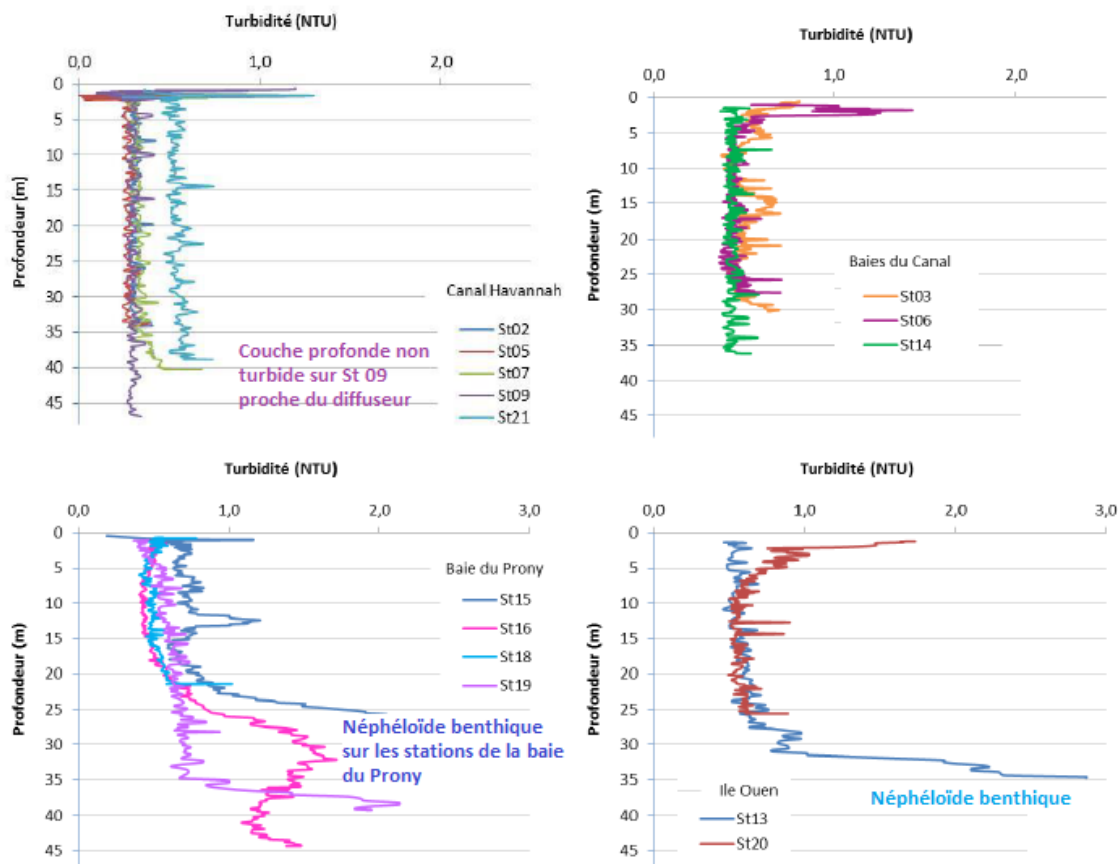 Turbidité (NTU)
0,0 1,0 2,0
Profondeur [m)
0
5
10
15
20
25
30
35
40
45
Canal Havannah
St02
St05
St07
St09
St21
Couche profonde non
turbide sur St 09
proche du diffuseur
Turbidité (NTU)
0,0 1,0 2,0
Profondeur (m)
0
5
10
15
20
25
30
35
40
45
Baies du Canal
St03
St06
St14
Turbidité (NTU)
0,0 1,0 2,0
Profondeur (m)
0
5
10
15
20
25
30
35
40
45
Baie du Prony
St15
St16
St18
St19
Néphéloïde benthique
sur les stations de la baie
du Prony
Turbidité (NTU)
0,0 1,0 2,0 3,0
Profondeur (m)
0
5
10
15
20
25
30
35
40
45
Ile Ouen
St13
St20
Néphéloïde benthique